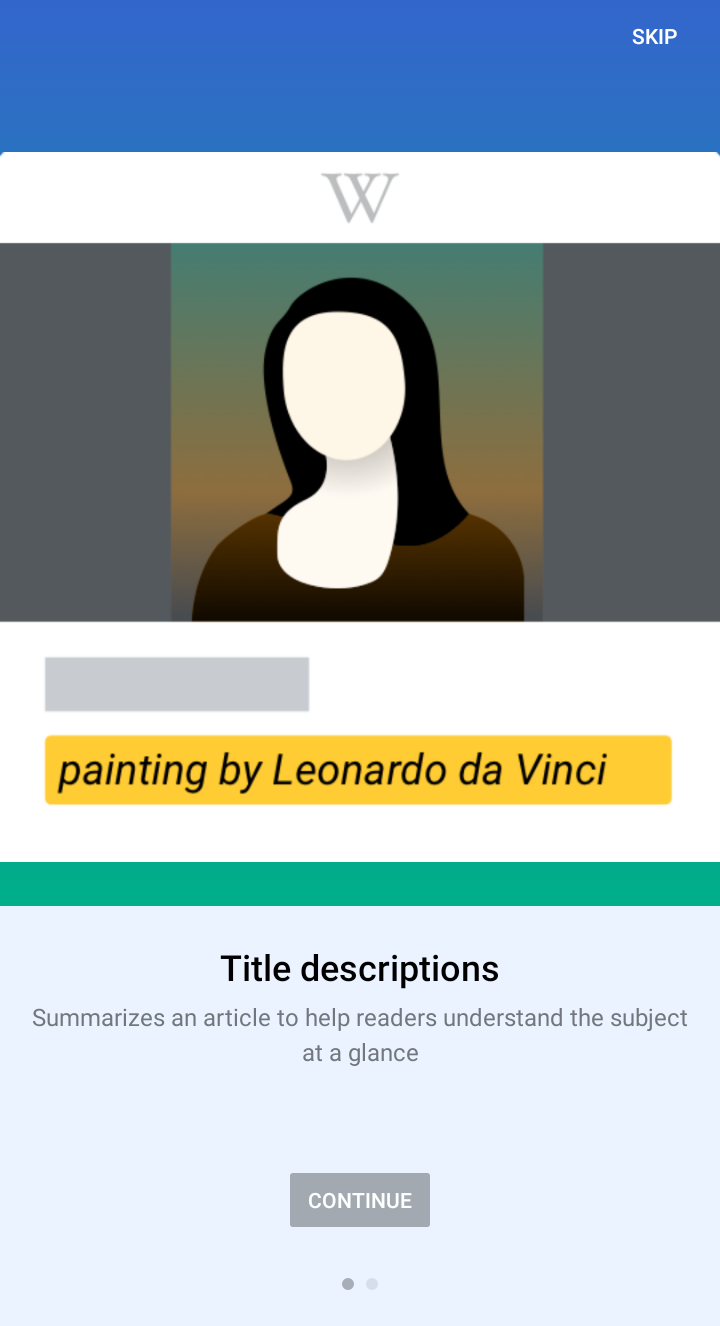 SKIP
W
painting by Leonardo da Vinci
Title descriptions
Summarizes an article to help readers understand the subject
at a glance
CONTINUE